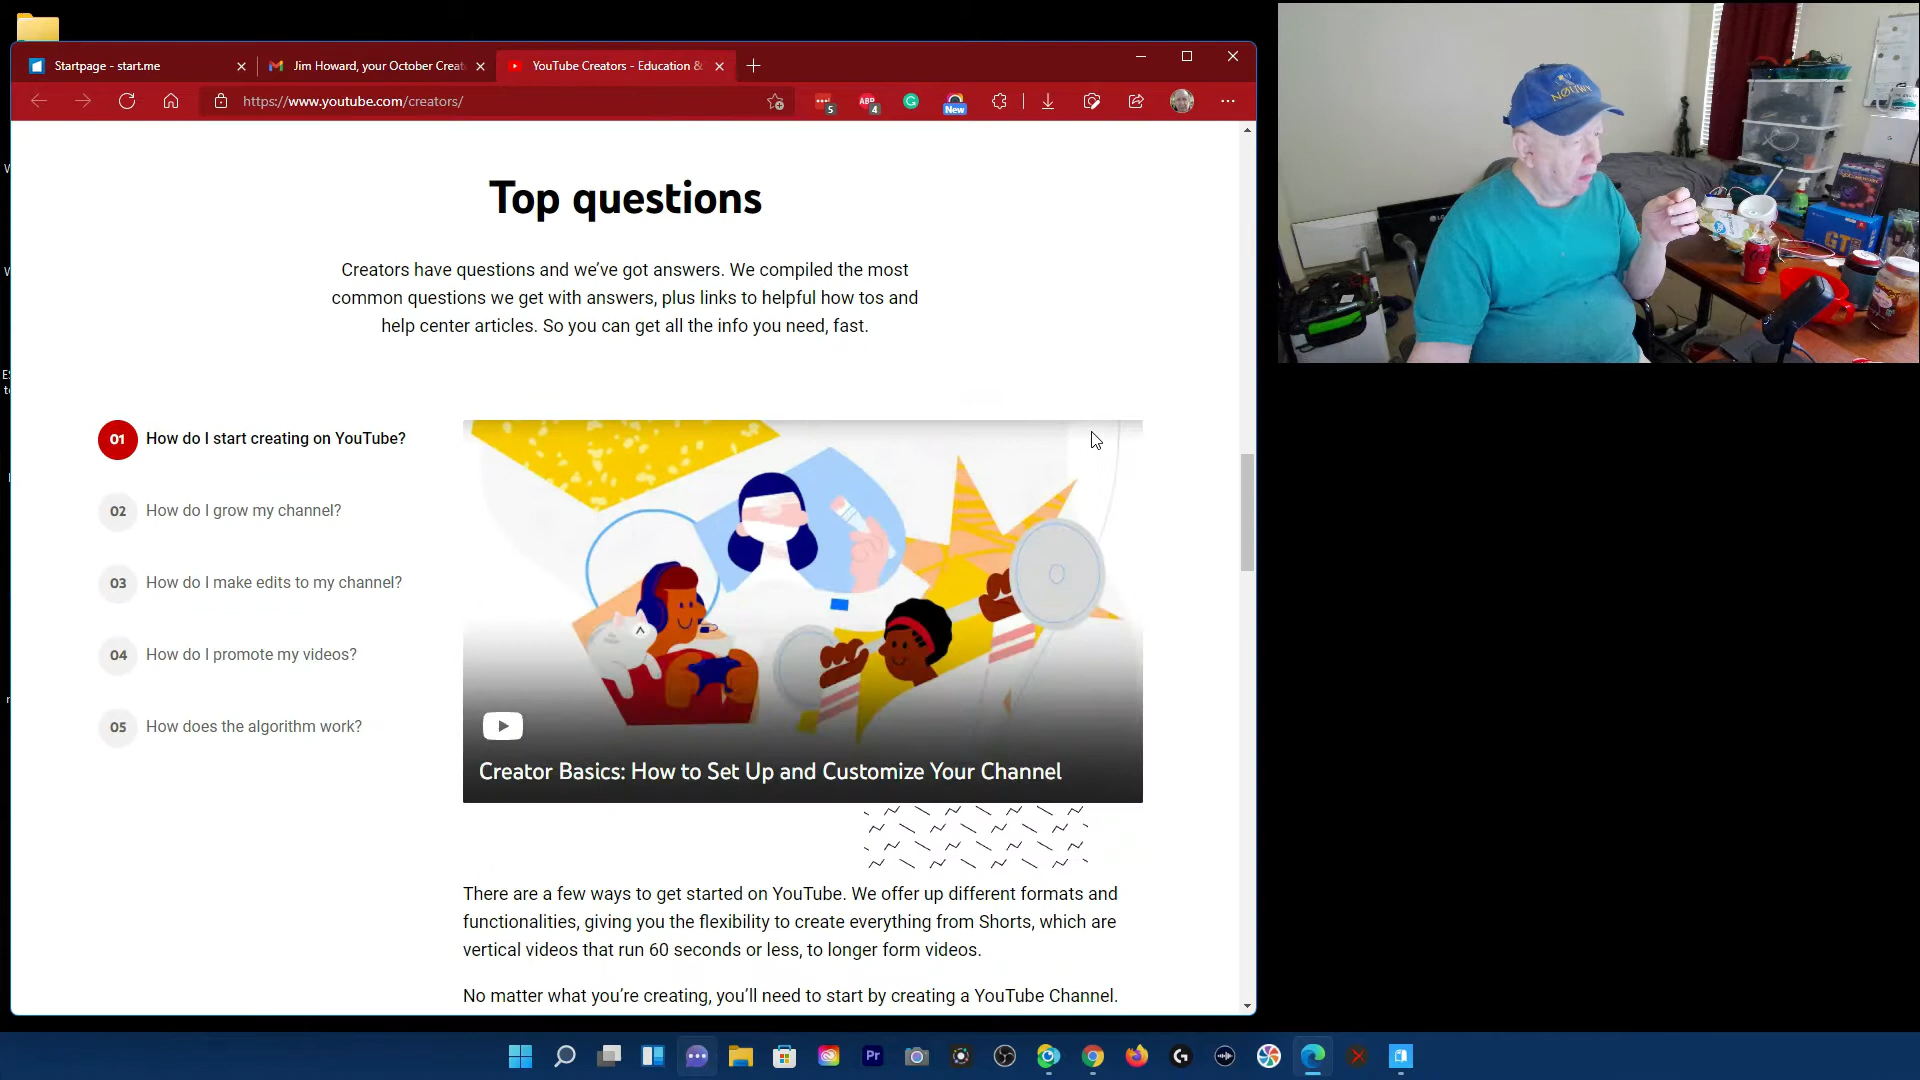 Startpage - start.me
Jim Howard, your October Creat
YouTube Creators - Education &
https://www.youtube.com/creators/
5
ABP
4
New
Top questions
Creators have questions and we’ve got answers. We compiled the most
common questions we get with answers, plus links to helpful how tos and
help center articles. So you can get all the info you need, fast.
01 How do I start creating on YouTube?
02 How do I grow my channel?
03 How do I make edits to my channel?
04 How do I promote my videos?
05 How does the algorithm work?
Creator Basics: How to Set Up and Customize Your Channel
There are a few ways to get started on YouTube. We offer up different formats and
functionalities, giving you the flexibility to create everything from Shorts, which are
vertical videos that run 60 seconds or less, to longer form videos.
No matter what you’re creating, you’ll need to start by creating a YouTube Channel.
LG
Pr